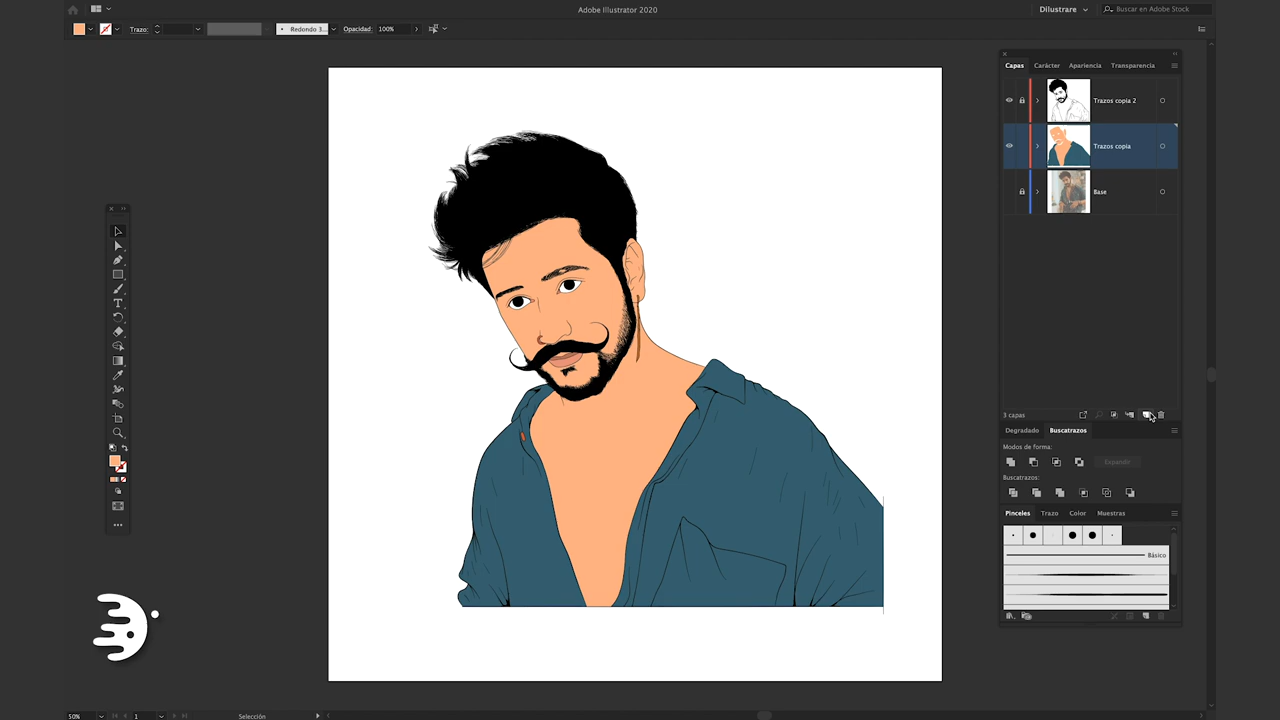 Adobe Illustrator 2020
Dilustrare
Buscar en Adobe Stock
Trazo:
Redondo 3...
Opacidad: 100%
Capas Carácter Apariencia Transparencia
Trazos copia 2
Trazos copia
Base
3 capas
Degradado Buscatrazos
Modos de forma:
Expandir
Buscatrazos:
Pinceles Trazo Color Muestras
Básico
50% 1 Selección